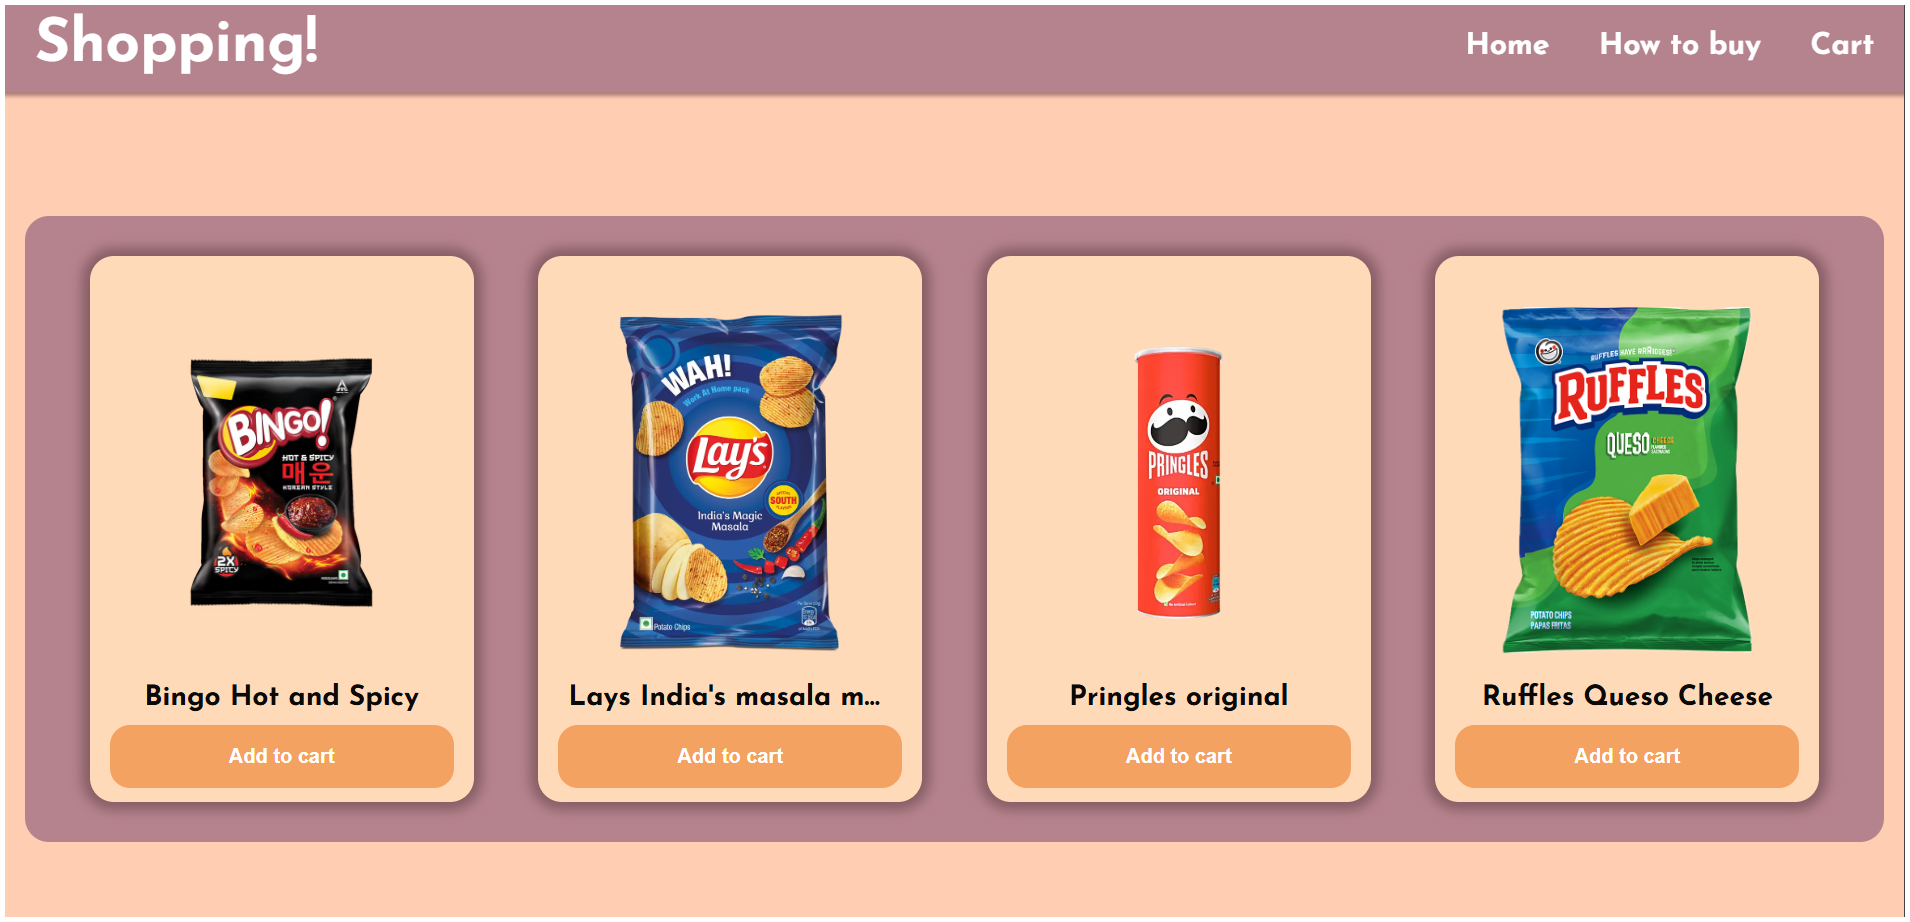 Shopping!
Home
How to buy
Cart
BINGO!
HOT & SPICY
매운
KOREAN STYLE
2X
SPICY
Bingo Hot and Spicy
Add to cart
WAH!
Work At Home pack
Lay's
SOUTH
India's Magic
Masala
Potato Chips
Lays India's masala m...
Add to cart
PRINGLES
ORIGINAL
Pringles original
Add to cart
RUFFLES HAVE RRRIDGES!
RUFFLES
QUESO
CHEESE
POTATO CHIPS
PAPAS FRITAS
Ruffles Queso Cheese
Add to cart